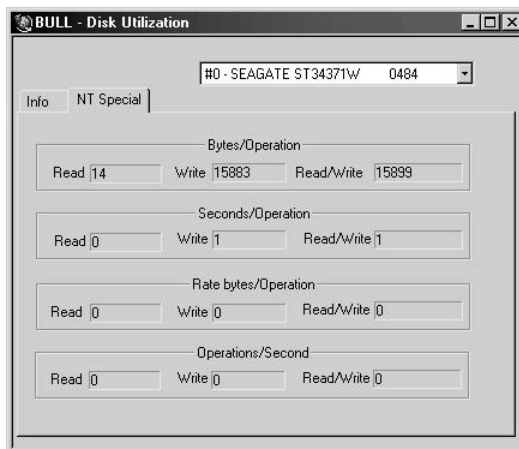 BULL - Disk Utilization
#0 - SEAGATE ST34371W 0484
Info NT Special
Bytes/Operation
Read 14 Write 15883 Read/Write 15899
Seconds/Operation
Read 0 Write 1 Read/Write 1
Rate bytes/Operation
Read 0 Write 0 Read/Write 0
Operations/Second
Read 0 Write 0 Read/Write 0